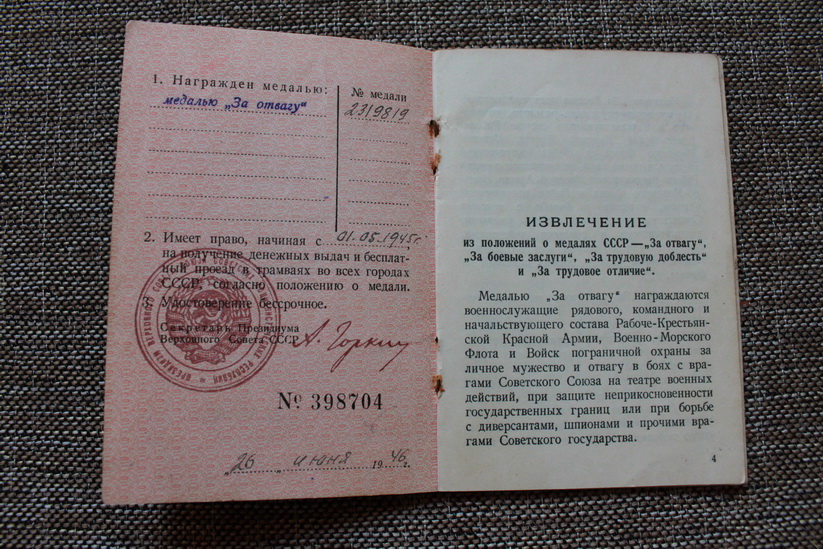 1. Награжден медалью:
медалью „За отвагу“
№ медали
2319819
2. Имеет право, начиная с 01.05.1945г.
на получение денежных выдач и бесплат-
ный проезд в трамваях во всех городах
СССР, согласно положению о медали.
3. Удостоверение бессрочное.
Секретарь Президиума
Верховного Совета СССР А. Горкин
№ 398704
„26 “ июня 1946 г.
ИЗВЛЕЧЕНИЕ
из положений о медалях СССР—„За отвагу“,
„За боевые заслуги“, „За трудовую доблесть“
и „За трудовое отличие“.
Медалью „За отвагу“ награждаются
военнослужащие рядового, командного и
начальствующего состава Рабоче-Крестьян-
ской Красной Армии, Военно-Морского
Флота и Войск пограничной охраны за
личное мужество и отвагу в боях с вра-
гами Советского Союза на театре военных
действий, при защите неприкосновенности
государственных границ или при борьбе
с диверсантами, шпионами и прочими вра-
гами Советского государства.
4